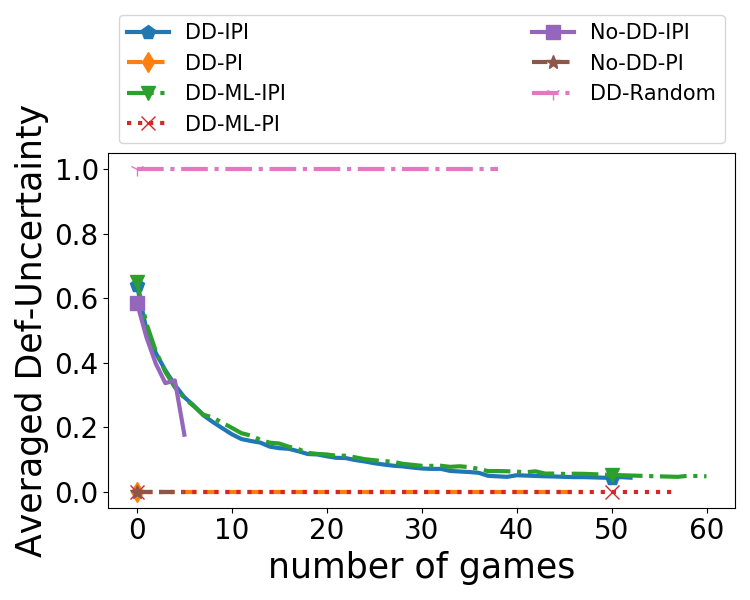 DD-IPI
DD-PI
DD-ML-IPI
DD-ML-PI
No-DD-IPI
No-DD-PI
DD-Random
Averaged Def-Uncertainty
1.0
0.8
0.6
0.4
0.2
0.0
0 10 20 30 40 50 60
number of games